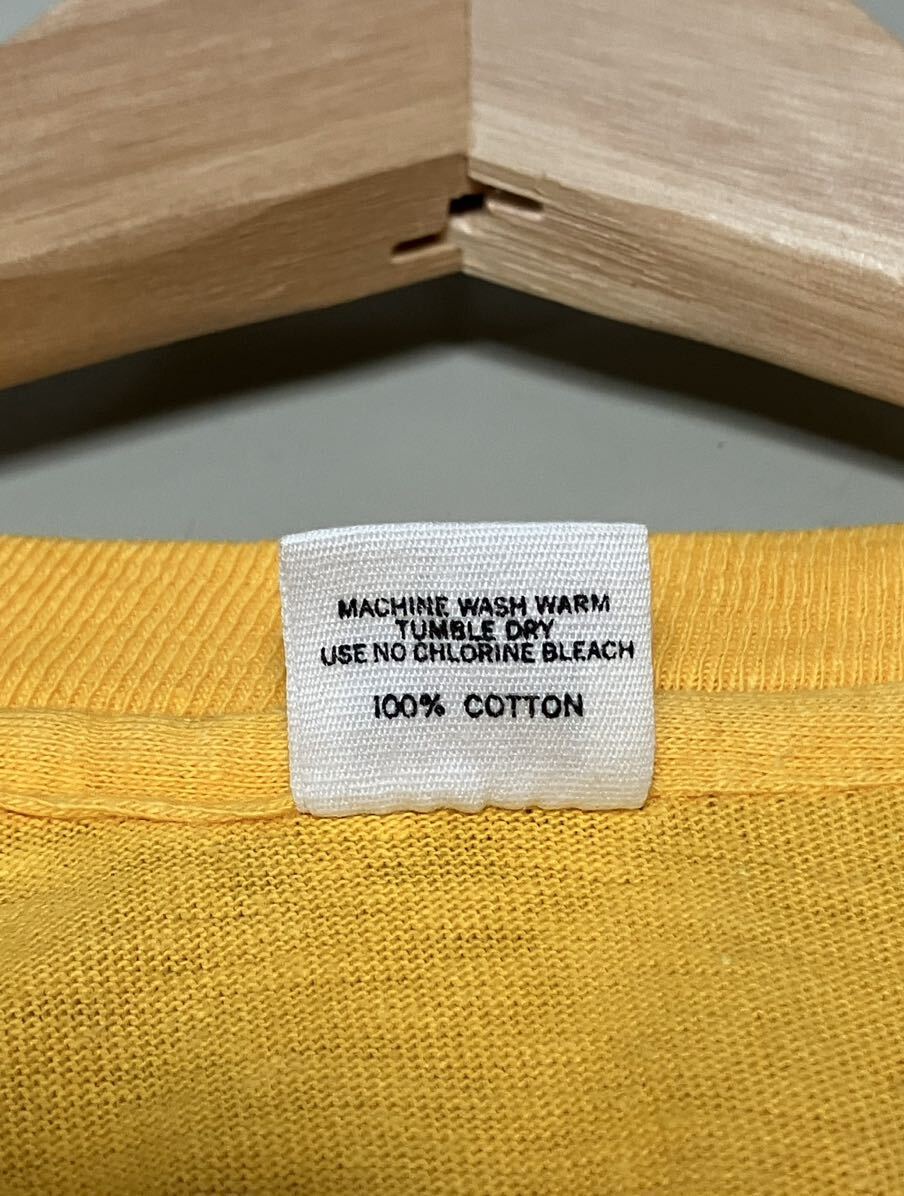 MACHINE WASH WARM
TUMBLE DRY
USE NO CHLORINE BLEACH
100% COTTON